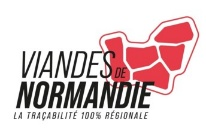 VIANDES DE
NORMANDIE
LA TRAÇABILITÉ 100% RÉGIONALE